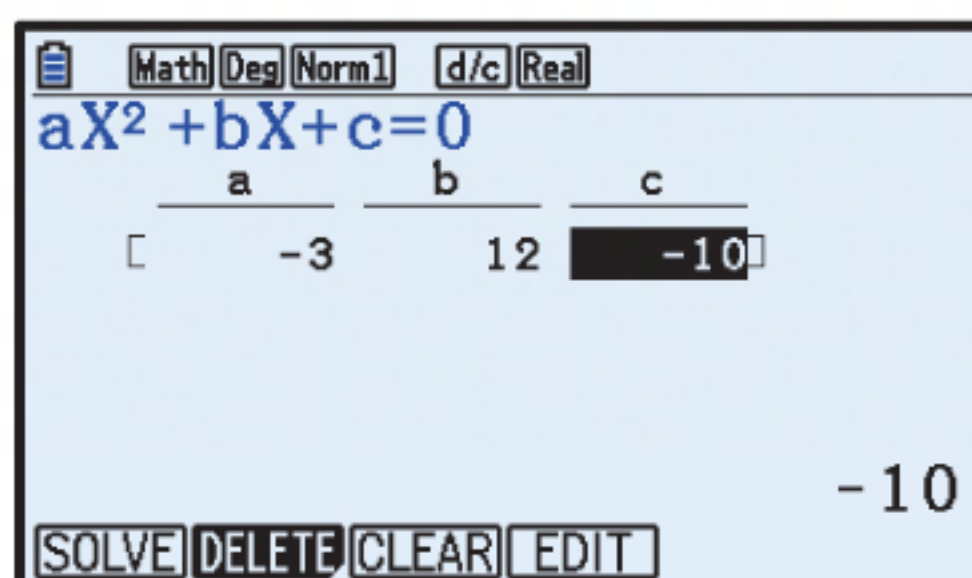 Math Deg Norm1 d/c Real
aX² +bX+c=0
a b c
[ -3 12 -10]
-10
SOLVE DELETE CLEAR EDIT